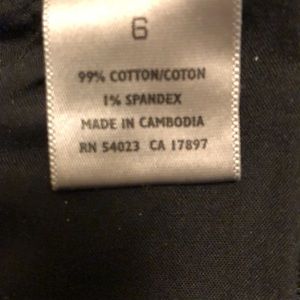 6
99% COTTON/COTON
1% SPANDEX
MADE IN CAMBODIA
RN 54023 CA 17897